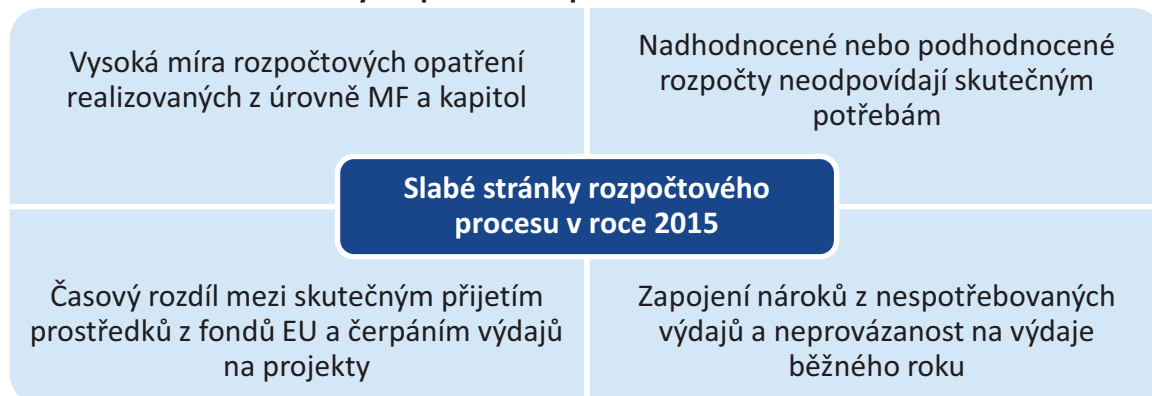 Vysoká míra rozpočtových opatření
realizovaných z úrovně MF a kapitol
Nadhodnocené nebo podhodnocené
rozpočty neodpovídají skutečným
potřebám
Slabé stránky rozpočtového
procesu v roce 2015
Časový rozdíl mezi skutečným přijetím
prostředků z fondů EU a čerpáním výdajů
na projekty
Zapojení nároků z nespotřebovaných
výdajů a neprovázanost na výdaje
běžného roku